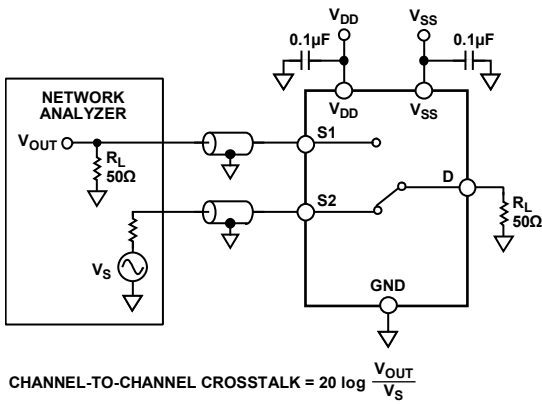 VDD
VSS
0.1µF
0.1µF
VDD
VSS
NETWORK
ANALYZER
VOUT
RL
50Ω
S1
S2
D
VS
RL
50Ω
GND
CHANNEL-TO-CHANNEL CROSSTALK = 20 log VOUT/VS